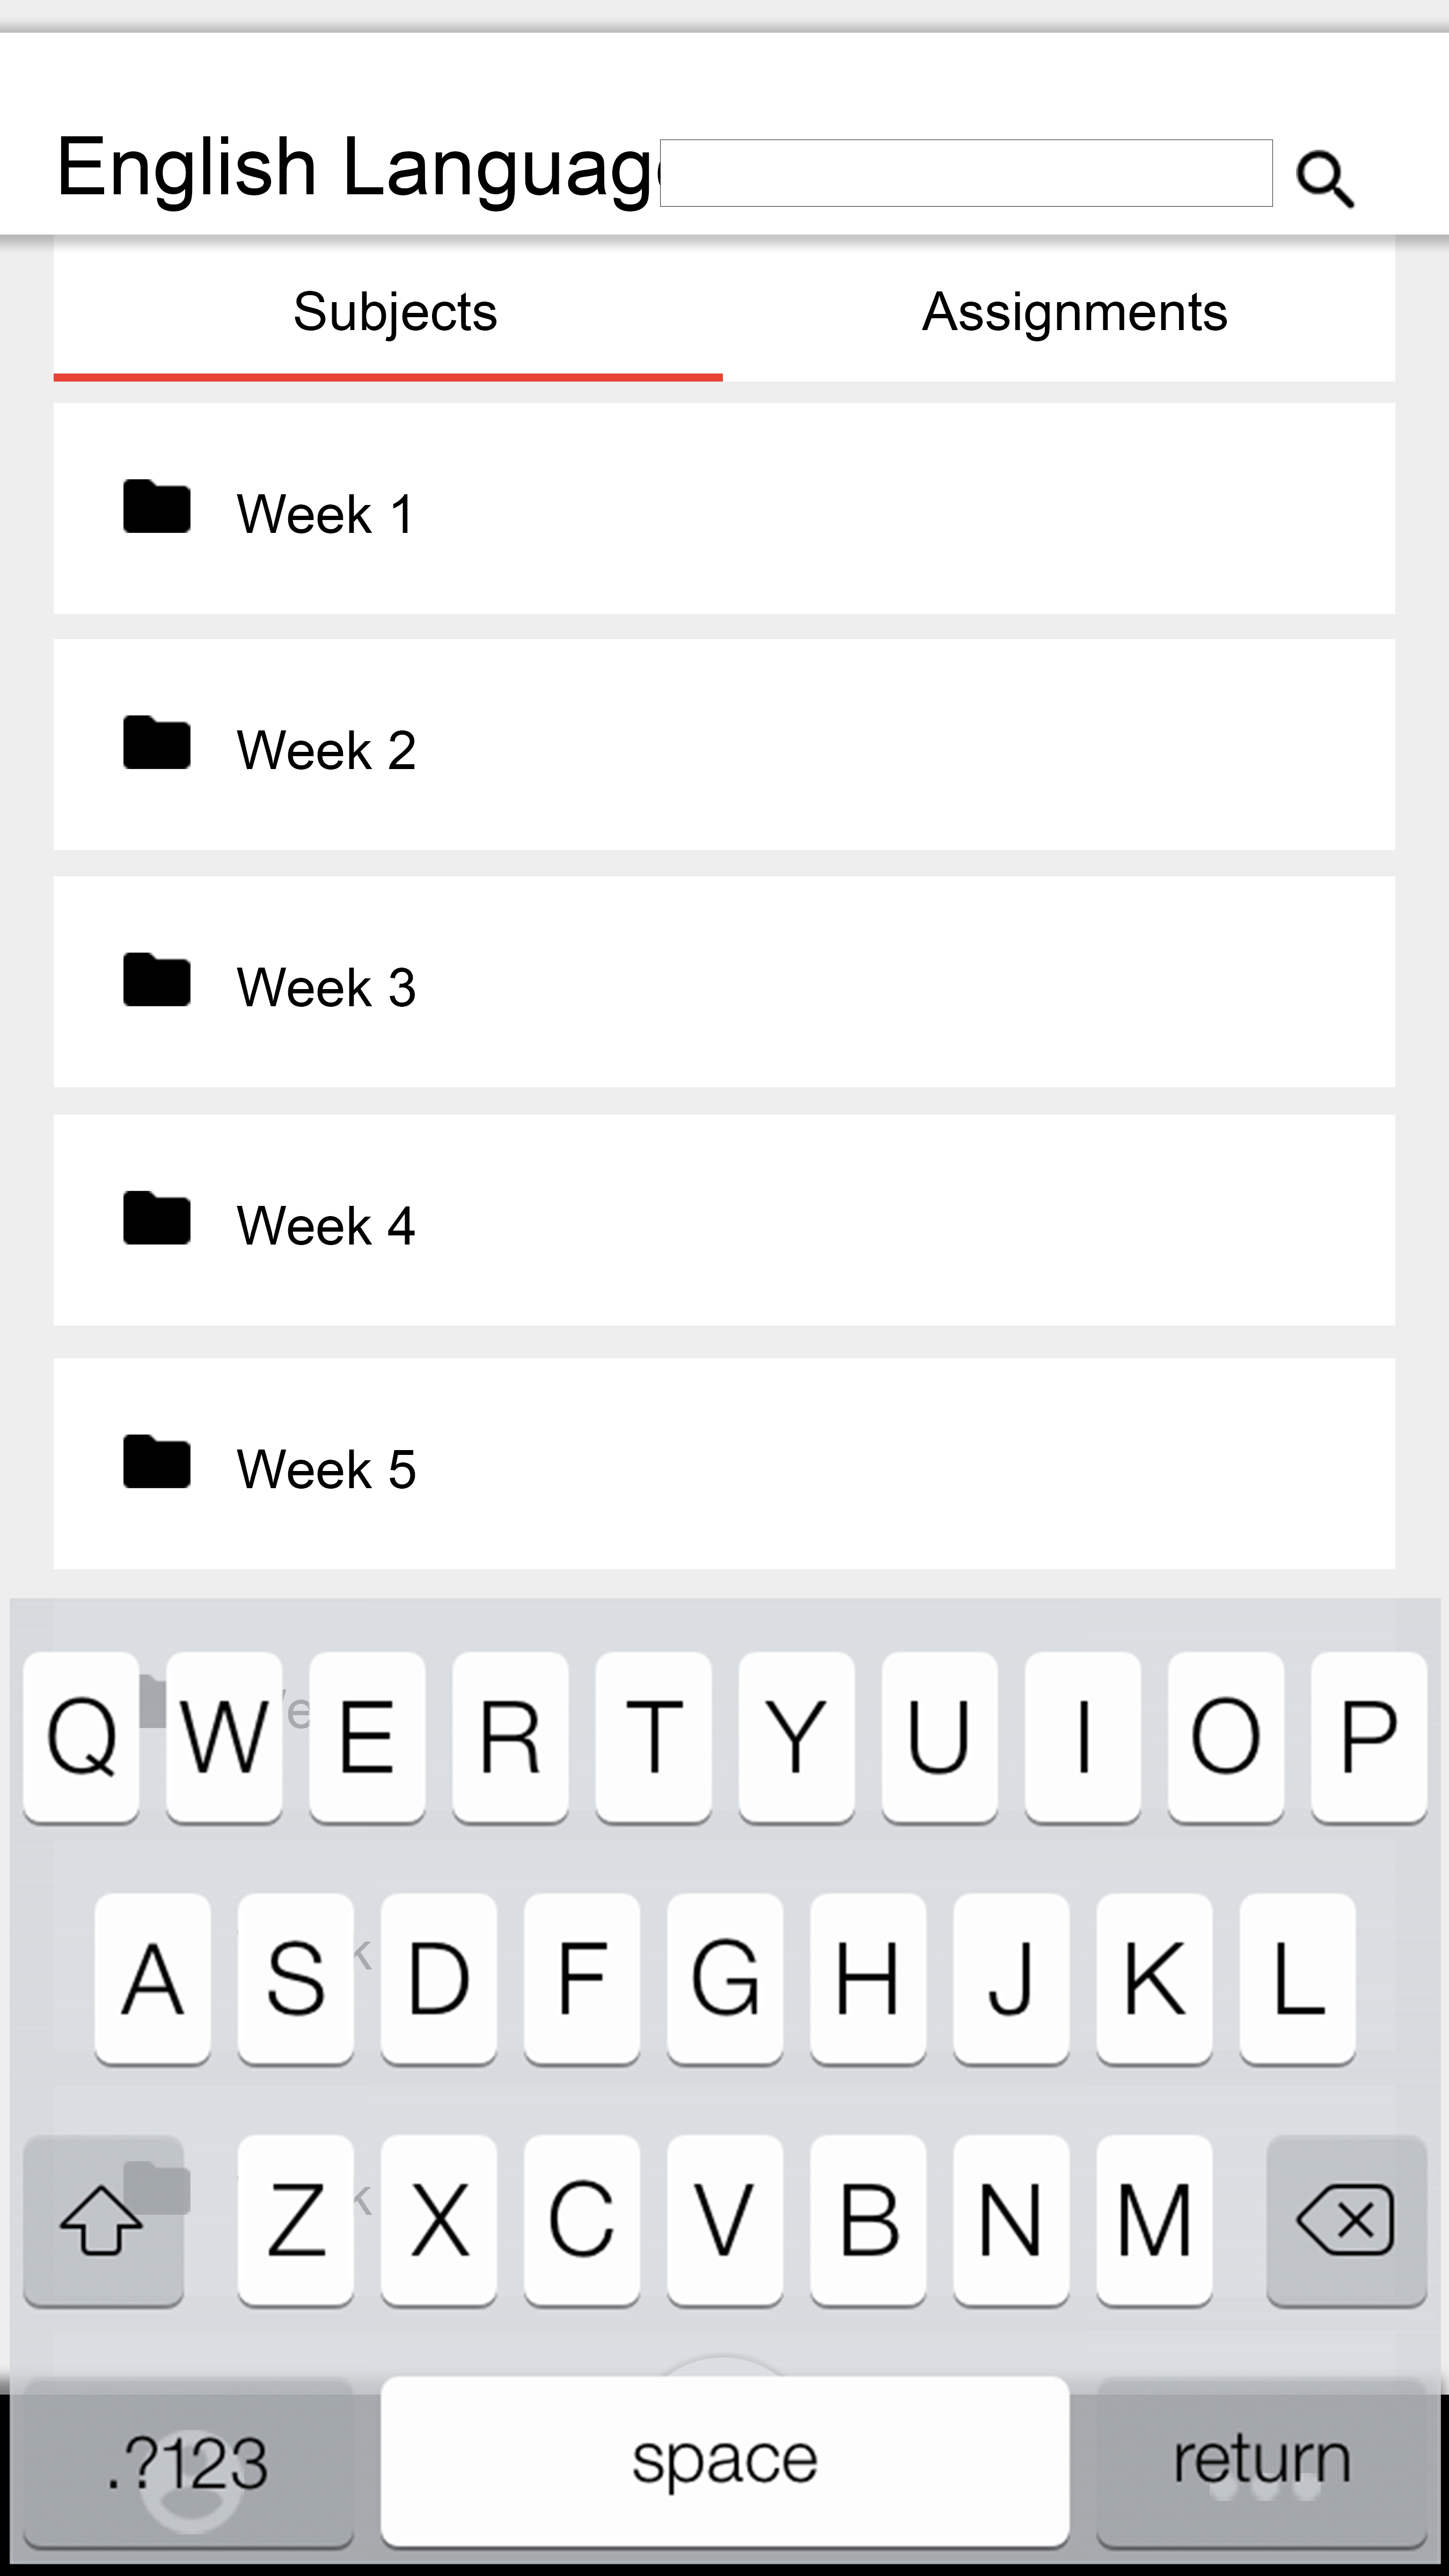 English Languag
Subjects Assignments
Week 1
Week 2
Week 3
Week 4
Week 5
Q W E R T Y U I O P
A S D F G H J K L
Z X C V B N M
.?123 space return